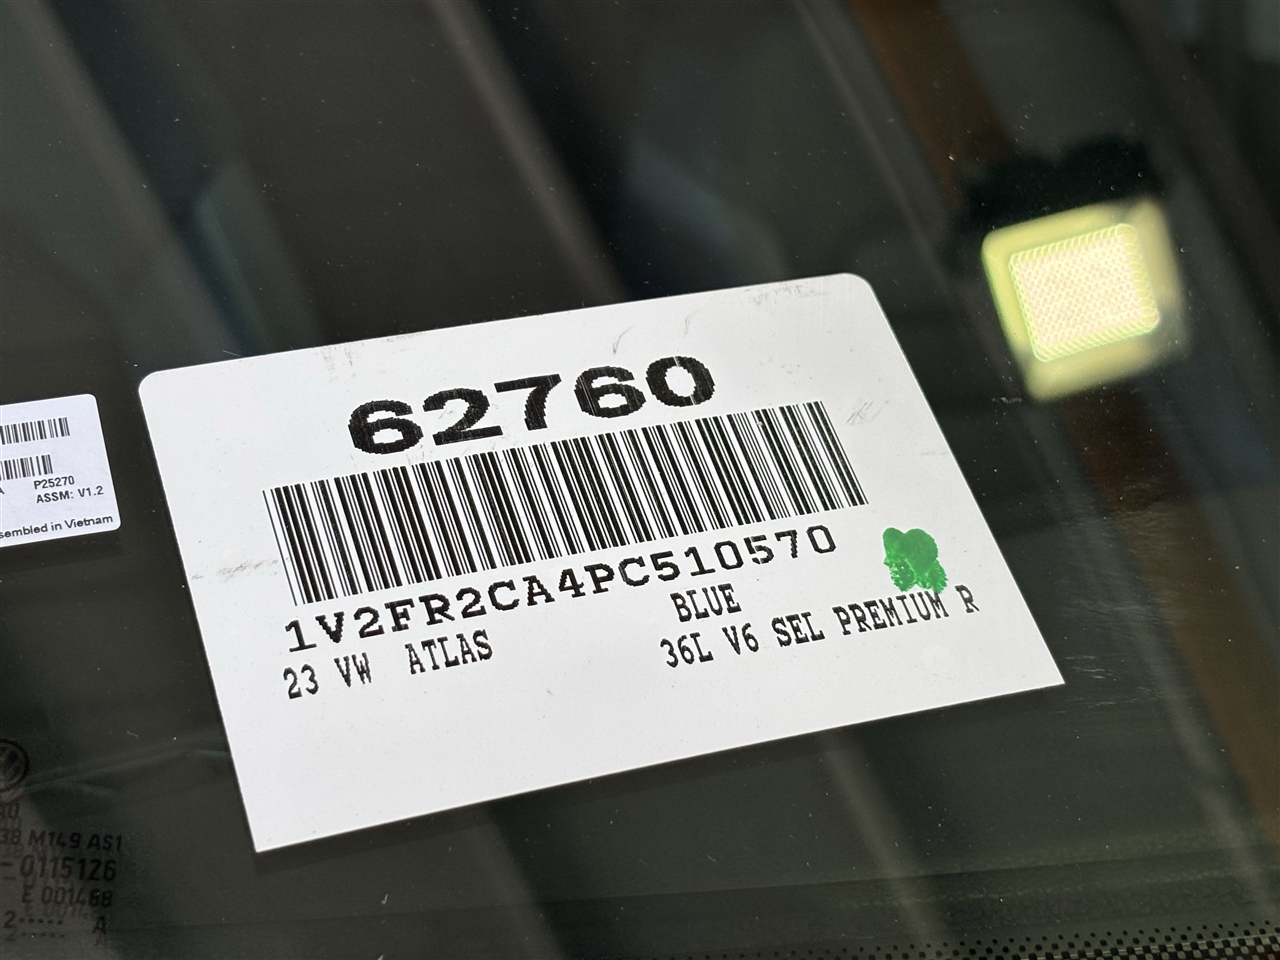 62760
1V2FR2CA4PC510570
23 VW ATLAS
BLUE
36L V6 SEL PREMIUM R
P25270
ASSM: V1.2
sembled in Vietnam
M149 AS1
0115126
E 001468
2·····
A